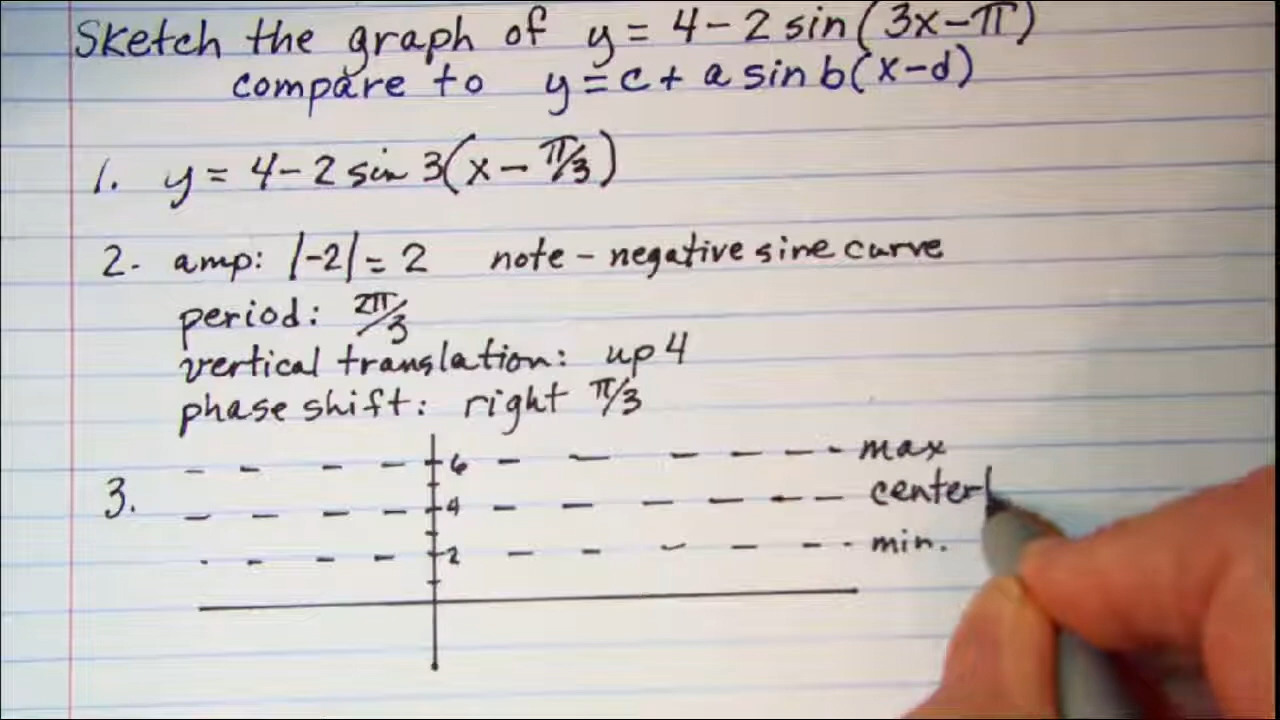 Sketch the graph of y = 4 - 2 sin(3x - π)
compare to y = c + a sin b(x - d)
1. y = 4 - 2 sin 3(x - π/3)
2. amp: |-2| = 2 note - negative sine curve
period: 2π/3
vertical translation: up 4
phase shift: right π/3
3.
6 max
4 centerl
2 min.